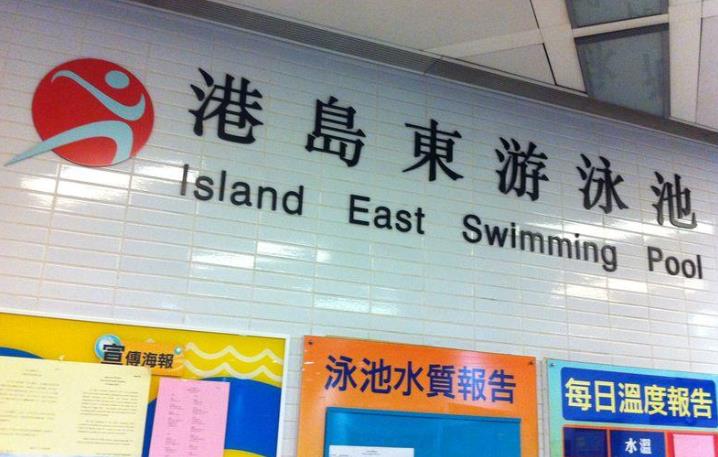 港島東游泳池
Island East Swimming Pool
宣傳海報
泳池水質報告
每日溫度報告
水溫